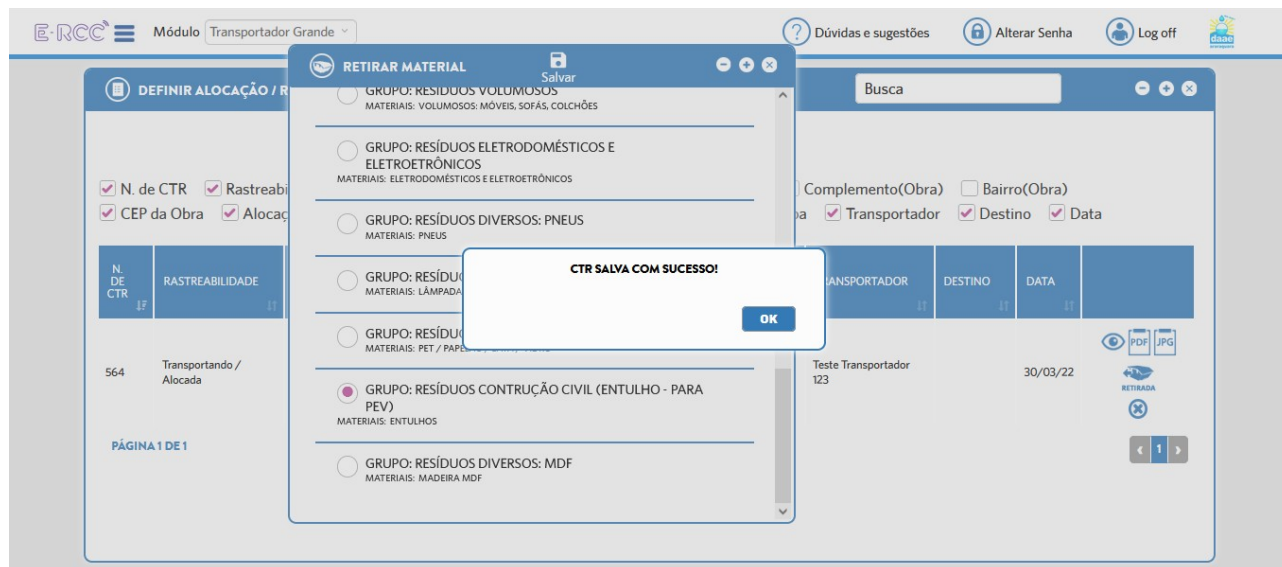 E-RCC
Módulo Transportador Grande
? Dúvidas e sugestões
Alterar Senha
Log off
daae
DEFINIR ALOCAÇÃO / R
Busca
RETIRAR MATERIAL
Salvar
GRUPO: RESÍDUOS VOLUMOSOS
MATERIAIS: VOLUMOSOS: MÓVEIS, SOFÁS, COLCHÕES
GRUPO: RESÍDUOS ELETRODOMÉSTICOS E
ELETROETRÔNICOS
MATERIAIS: ELETRODOMÉSTICOS E ELETROETRÔNICOS
GRUPO: RESÍDUOS DIVERSOS: PNEUS
MATERIAIS: PNEUS
GRUPO: RESÍDU
MATERIAIS: LÂMPADA
GRUPO: RESÍDU
MATERIAIS: PET /
GRUPO: RESÍDUOS CONTRUÇÃO CIVIL (ENTULHO - PARA
PEV)
MATERIAIS: ENTULHOS
GRUPO: RESÍDUOS DIVERSOS: MDF
MATERIAIS: MADEIRA MDF
CTR SALVA COM SUCESSO!
OK
N. de CTR Rastreabi
Complemento(Obra) Bairro(Obra)
CEP da Obra Alocaç
a Transportador Destino Data
N.
DE
CTR
RASTREABILIDADE
RANSPORTADOR
DESTINO
DATA
564
Transportando /
Alocada
Teste Transportador
123
30/03/22
PDF
JPG
RETIRADA
PÁGINA 1 DE 1
‹ 1 ›